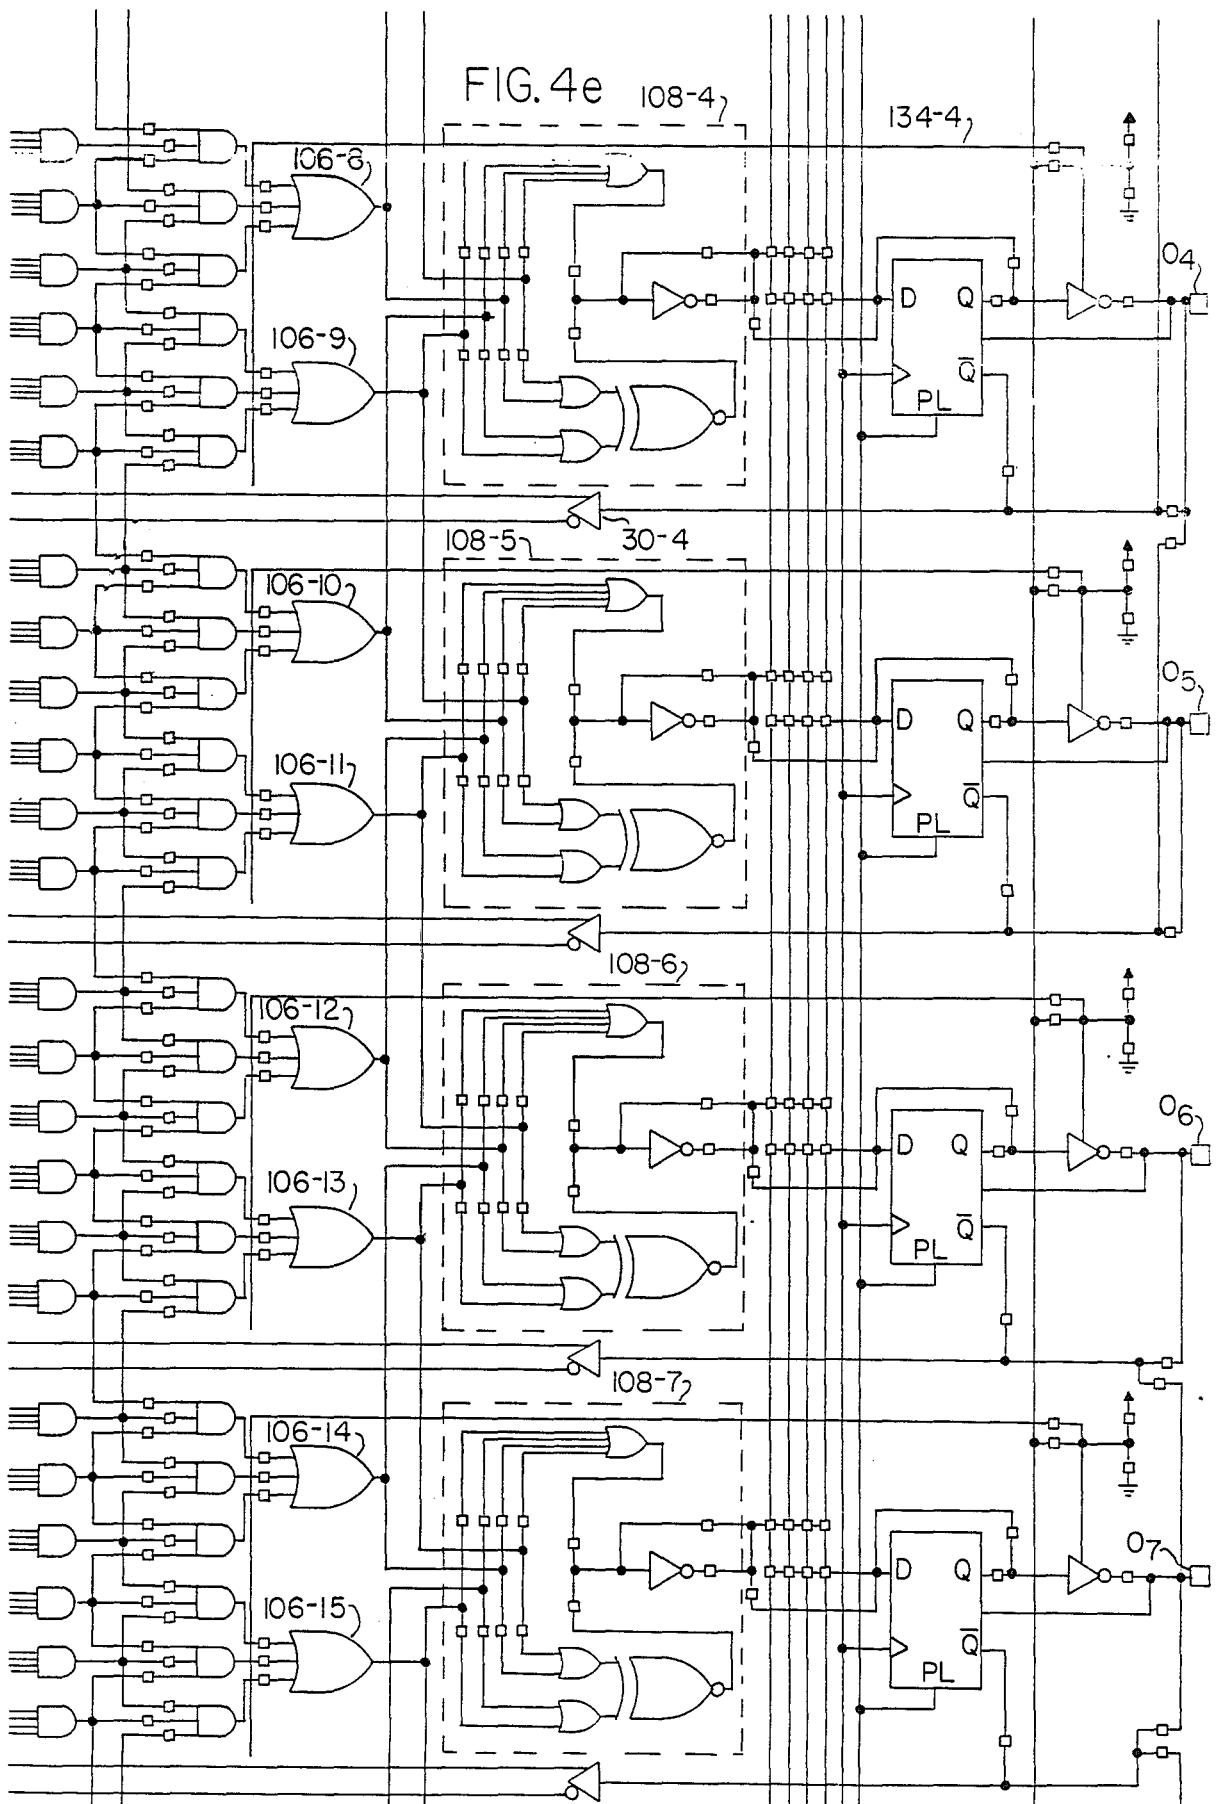 FIG. 4e
108-4
134-4
106-8
O4
D Q
Q̅
PL
106-9
30-4
108-5
106-10
O5
D Q
Q̅
PL
106-11
108-6
106-12
O6
D Q
Q̅
PL
106-13
108-7
106-14
O7
D Q
Q̅
PL
106-15